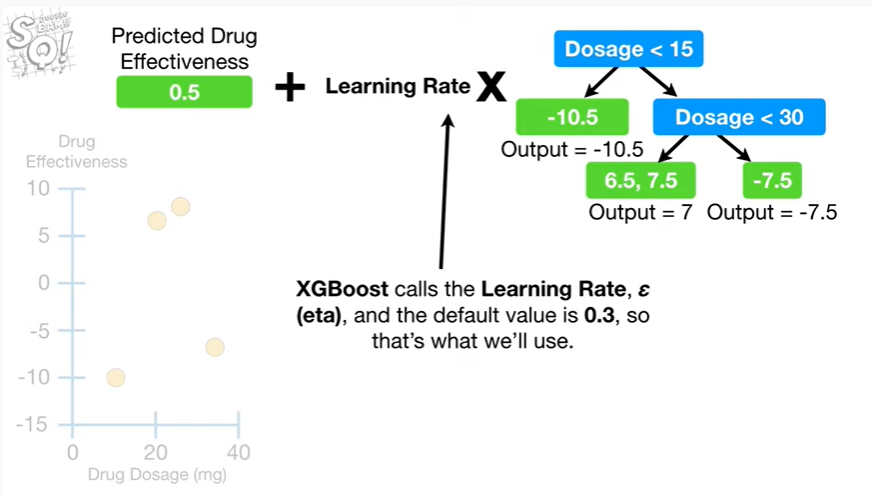 SQ!
Predicted Drug
Effectiveness
0.5
+ Learning Rate X
Dosage < 15
-10.5
Output = -10.5
Dosage < 30
6.5, 7.5
Output = 7
-7.5
Output = -7.5
XGBoost calls the Learning Rate, ε
(eta), and the default value is 0.3, so
that's what we'll use.
Drug
Effectiveness
10
5
0
-5
-10
-15
0 20 40
Drug Dosage (mg)